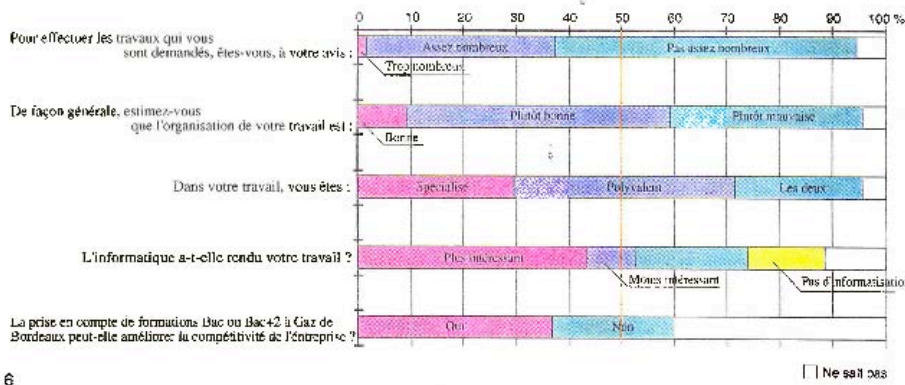 0 10 20 30 40 50 60 70 80 90 100 %
Pour effectuer les travaux qui vous
sont demandés, êtes-vous, à votre avis :
Assez nombreux
Pas assez nombreux
Trop nombreux
De façon générale, estimez-vous
que l'organisation de votre travail est :
Plutôt bonne
Plutôt mauvaise
Bonne
Dans votre travail, vous êtes :
Spécialisé
Polyvalent
Les deux
L'informatique a-t-elle rendu votre travail ?
Plus intéressant
Moins intéressant
Pas d'informatisatio
La prise en compte de formations Bac ou Bac+2 à Gaz de
Bordeaux peut-elle améliorer la compétitivité de l'entreprise ?
Oui
Non
Ne sait pas
6